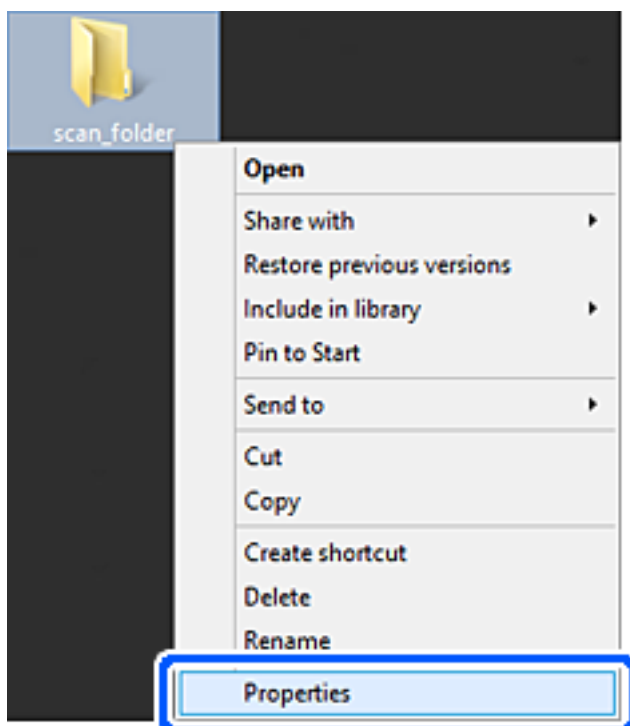 scan_folder
Open
Share with
Restore previous versions
Include in library
Pin to Start
Send to
Cut
Copy
Create shortcut
Delete
Rename
Properties